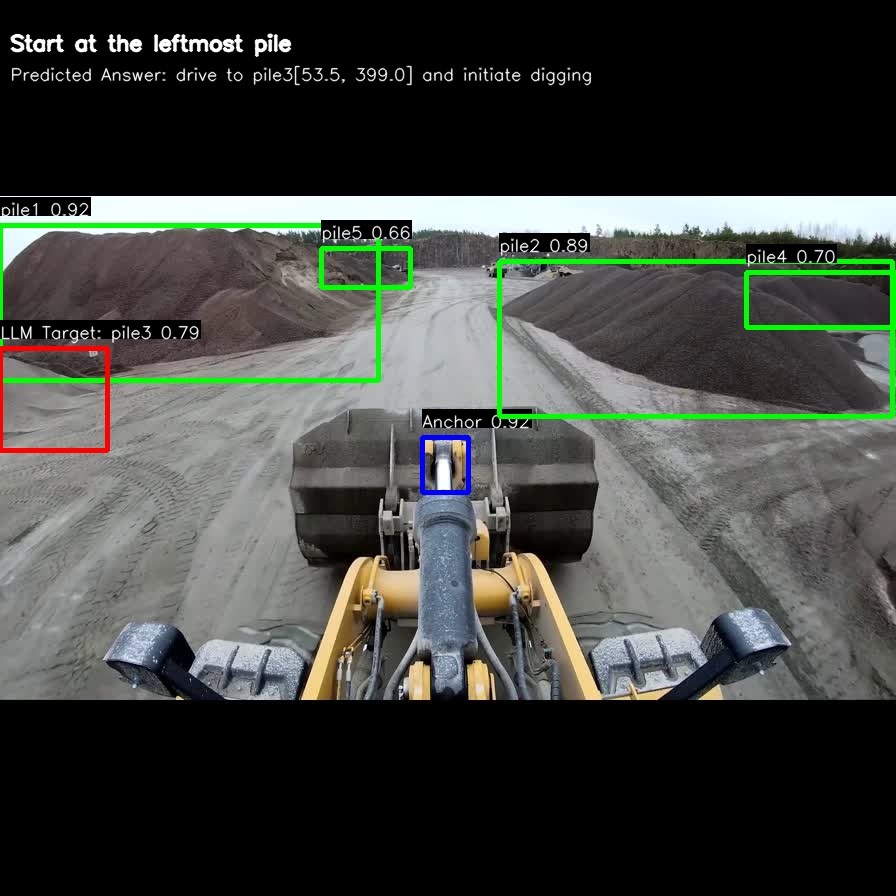 Start at the leftmost pile
Predicted Answer: drive to pile3[53.5, 399.0] and initiate digging
pile1 0.92
pile5 0.66
pile2 0.89
pile4 0.70
LLM Target: pile3 0.79
Anchor 0.92